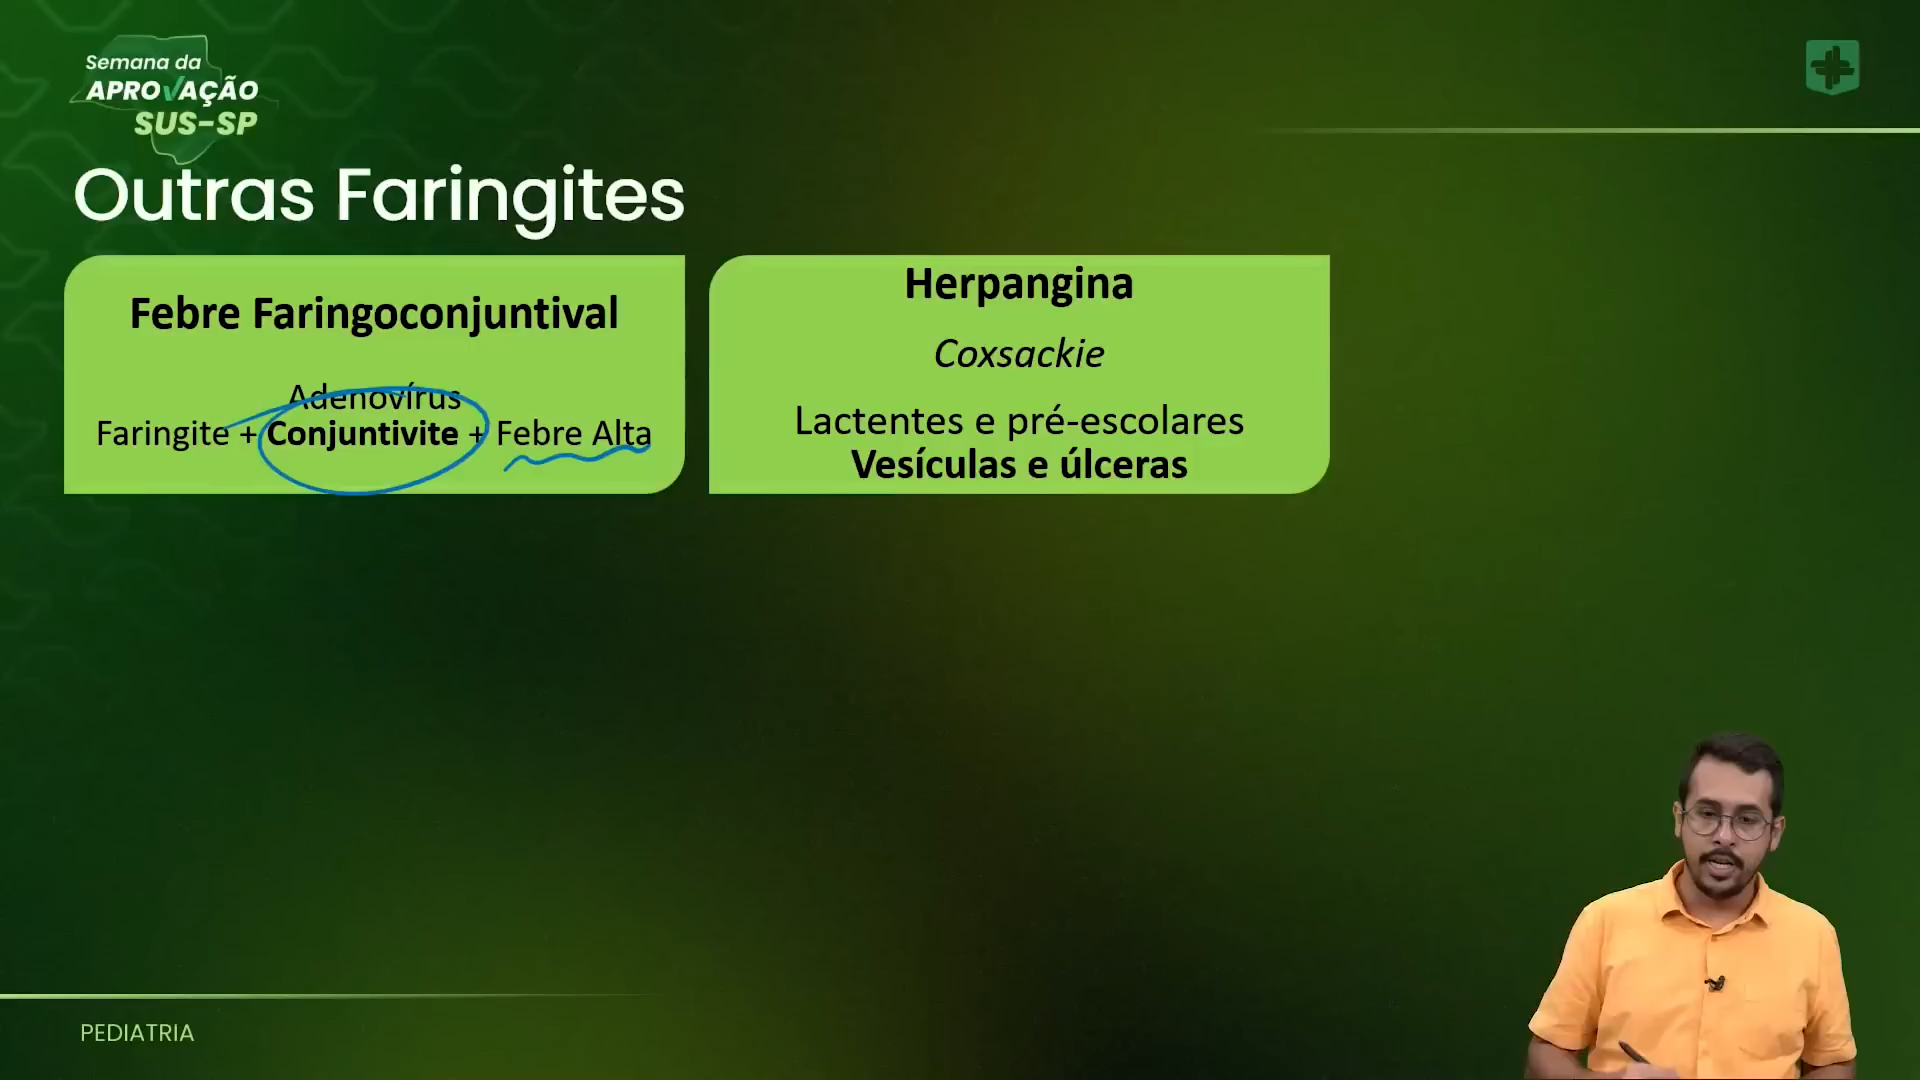 Semana da
APROVAÇÃO
SUS-SP
Outras Faringites
Febre Faringoconjuntival
Adenovírus
Faringite + Conjuntivite + Febre Alta
Herpangina
Coxsackie
Lactentes e pré-escolares
Vesículas e úlceras
PEDIATRIA